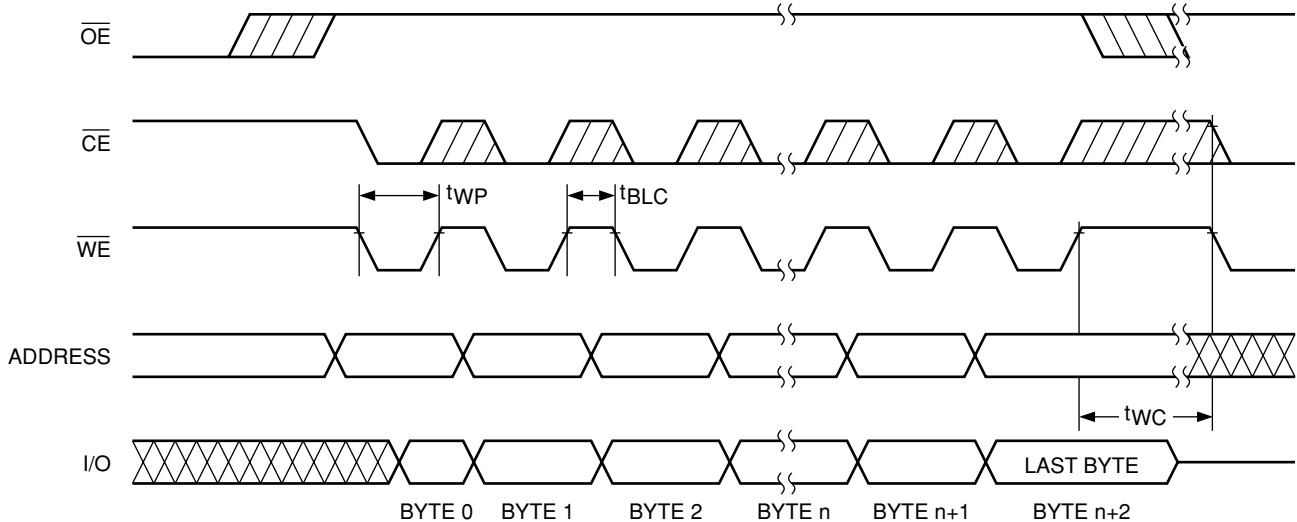 OE
CE
tWP
tBLC
WE
ADDRESS
tWC
I/O
LAST BYTE
BYTE 0 BYTE 1 BYTE 2 BYTE n BYTE n+1 BYTE n+2